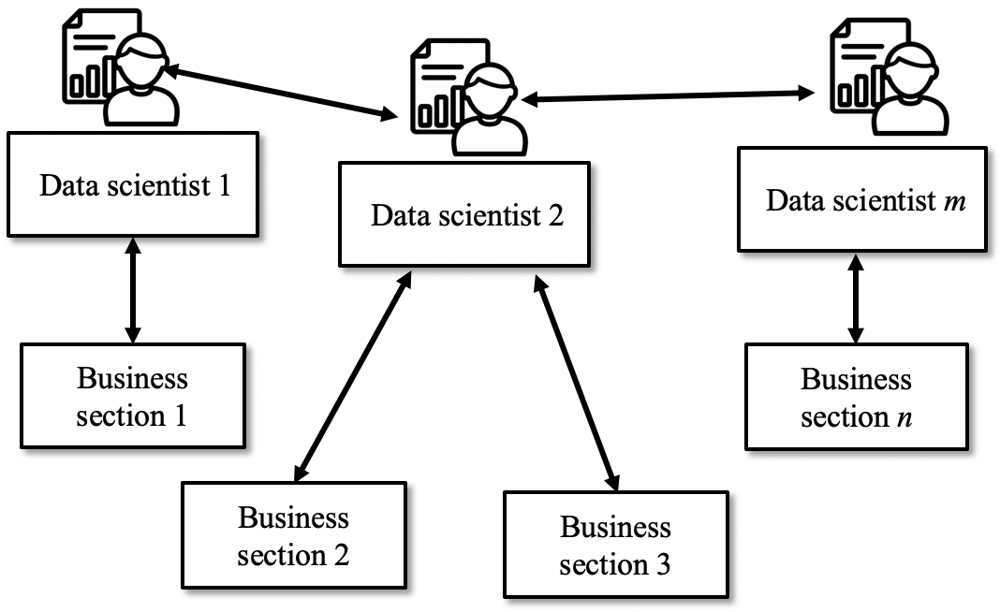 Data scientist 1
Data scientist 2
Data scientist m
Business
section 1
Business
section n
Business
section 2
Business
section 3